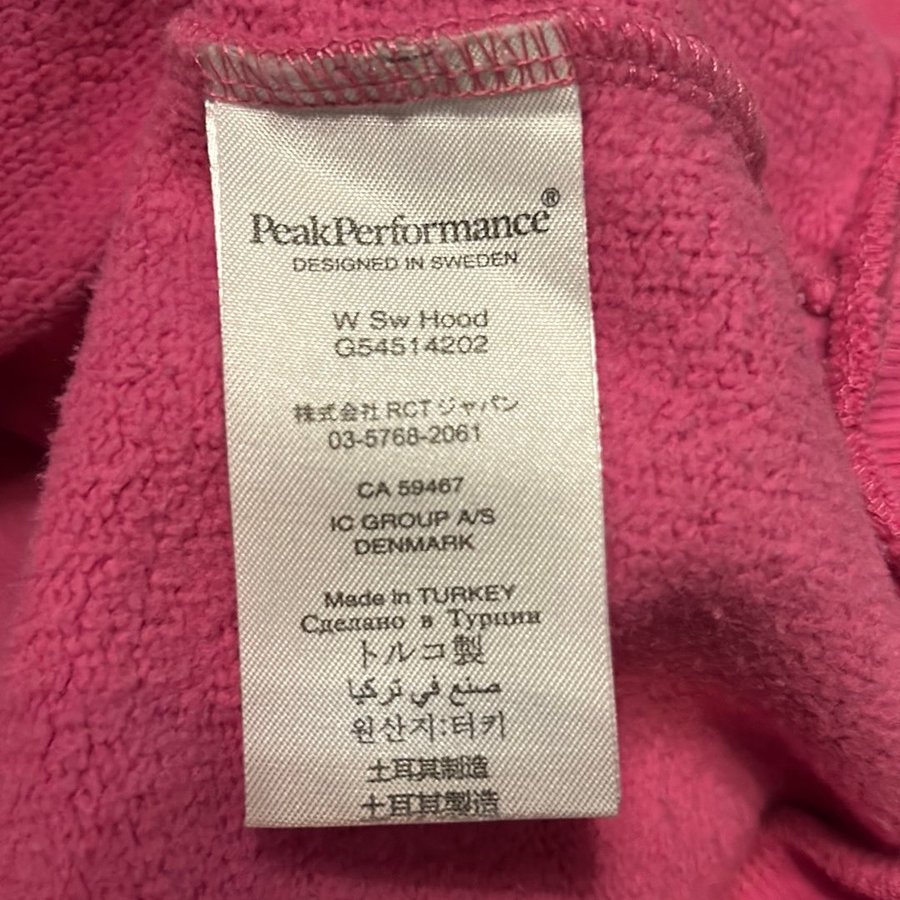 PeakPerformance®
DESIGNED IN SWEDEN
W Sw Hood
G54514202
株式会社 RCT ジャパン
03-5768-2061
CA 59467
IC GROUP A/S
DENMARK
Made In TURKEY
Сделано в Турции
トルコ製
صنع في تركيا
원산지:터키
土耳其制造
土耳其製造